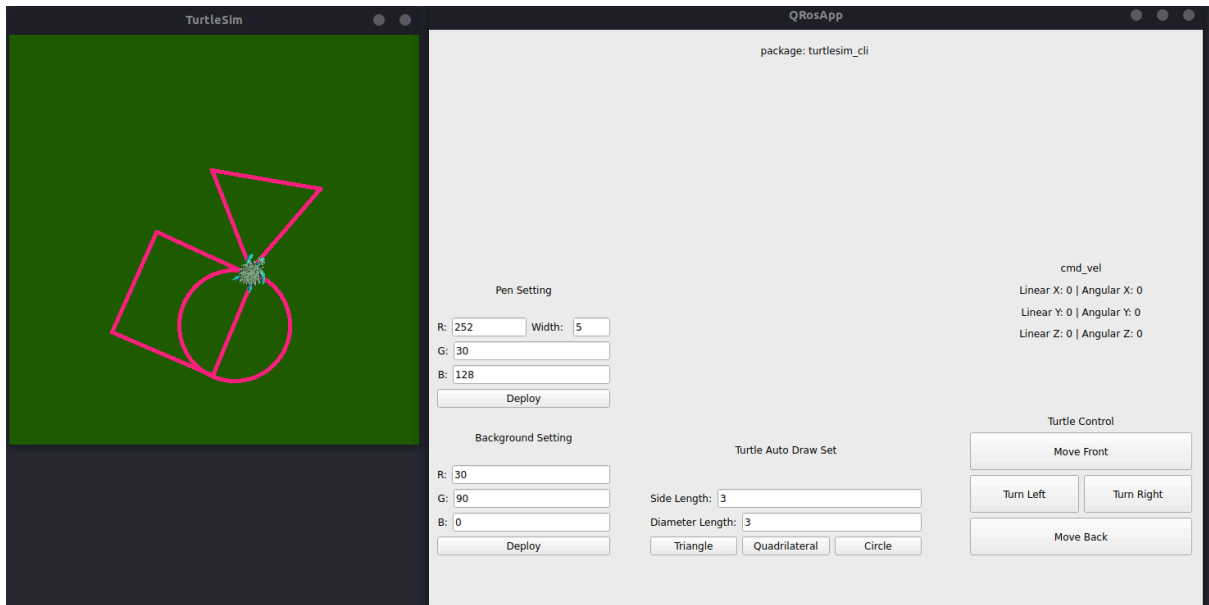 TurtleSim
QRosApp
package: turtlesim_cli
cmd_vel
Linear X: 0 | Angular X: 0
Linear Y: 0 | Angular Y: 0
Linear Z: 0 | Angular Z: 0
Pen Setting
R: 252 Width: 5
G: 30
B: 128
Deploy
Background Setting
R: 30
G: 90
B: 0
Deploy
Turtle Auto Draw Set
Side Length: 3
Diameter Length: 3
Triangle Quadrilateral Circle
Turtle Control
Move Front
Turn Left Turn Right
Move Back